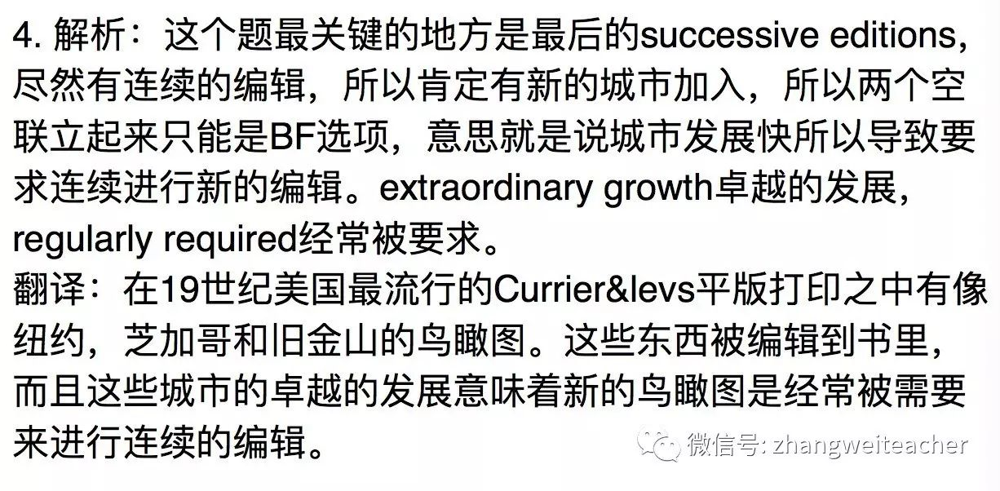 4. 解析：这个题最关键的地方是最后的successive editions，
尽然有连续的编辑，所以肯定有新的城市加入，所以两个空
联立起来只能是BF选项，意思就是说城市发展快所以导致要
求连续进行新的编辑。extraordinary growth卓越的发展，
regularly required经常被要求。
翻译：在19世纪美国最流行的Currier&levs平版打印之中有像
纽约，芝加哥和旧金山的鸟瞰图。这些东西被编辑到书里，
而且这些城市的卓越的发展意味着新的鸟瞰图是经常被需要
来进行连续的编辑。
微信号: zhangweiteacher